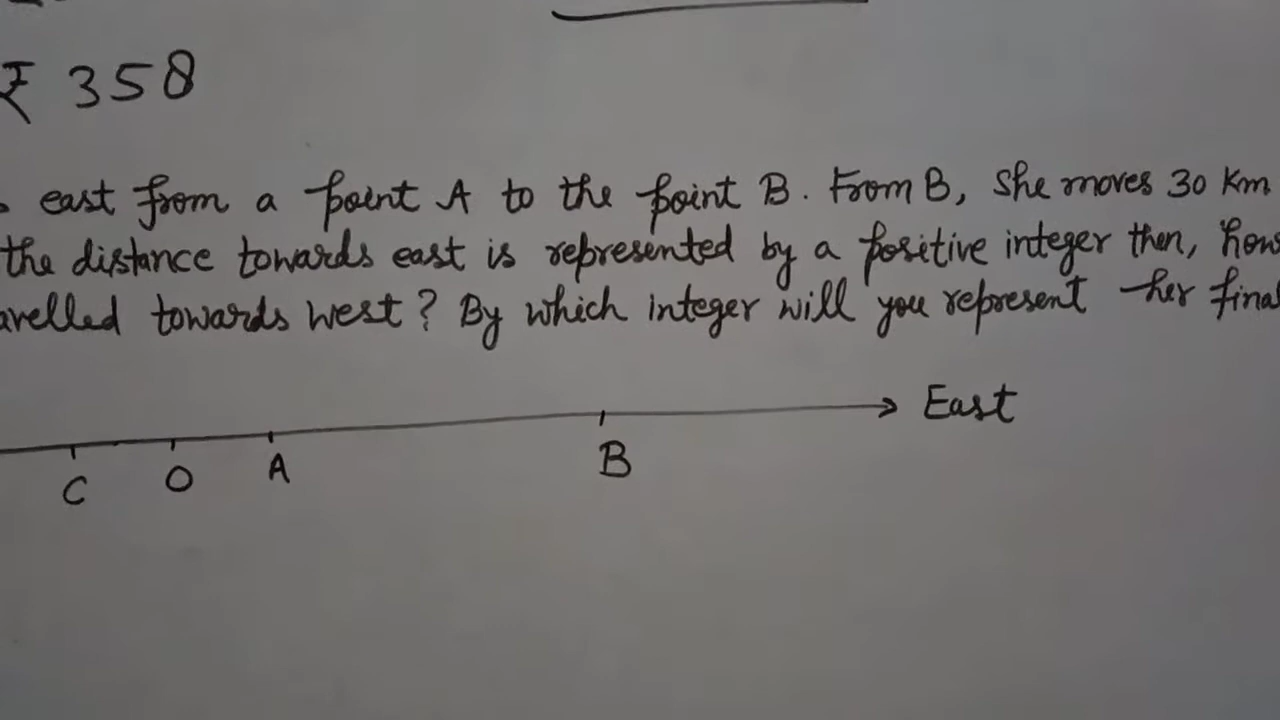 ₹ 358
east from a point A to the point B. From B, she moves 30 Km
the distance towards east is represented by a positive integer then, how
avelled towards west? By which integer will you represent her final
East
C O A B